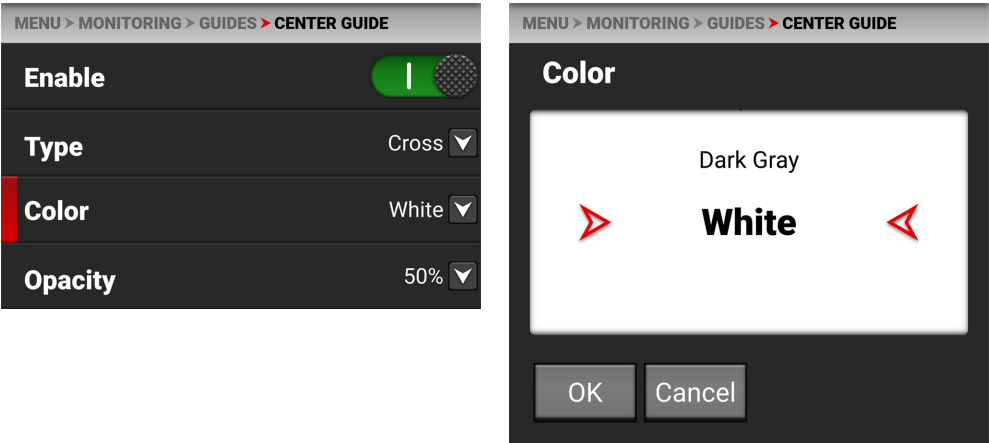 MENU > MONITORING > GUIDES > CENTER GUIDE
Enable
Type Cross
Color White
Opacity 50%
MENU > MONITORING > GUIDES > CENTER GUIDE
Color
Dark Gray
White
OK Cancel